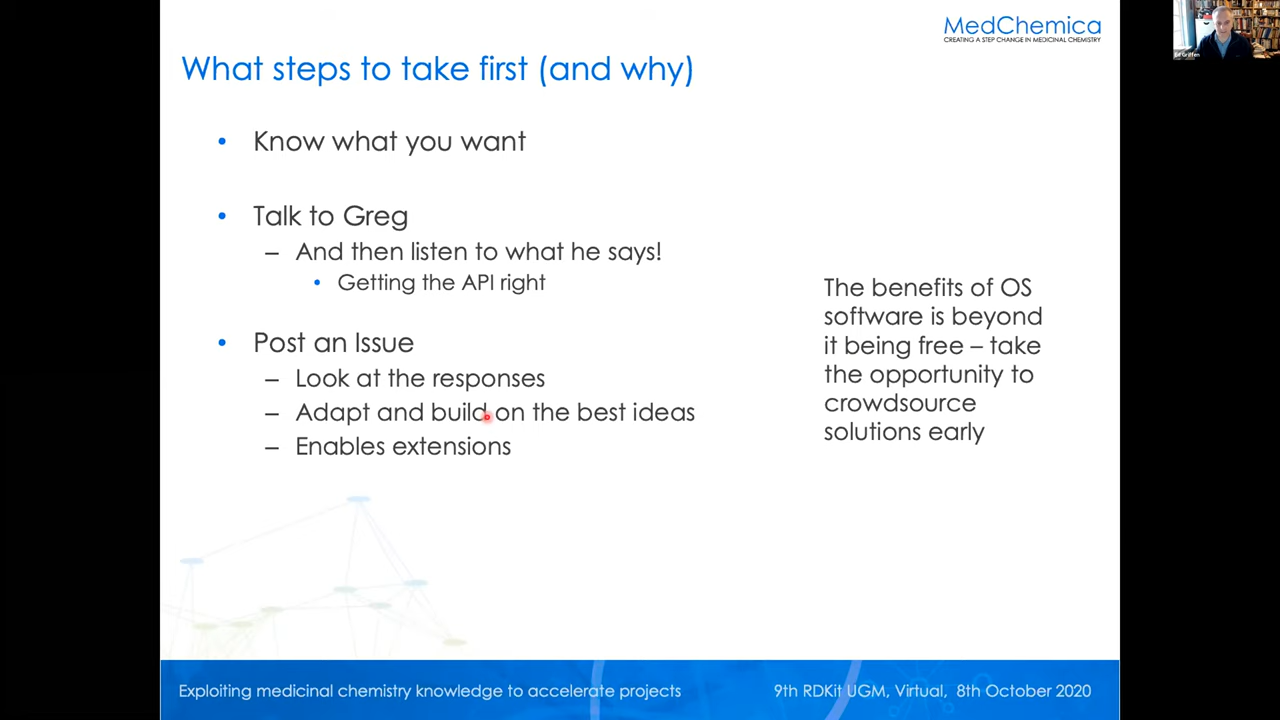 MedChemica
CREATING A STEP CHANGE IN MEDICINAL CHEMISTRY
Ed Griffen
What steps to take first (and why)
• Know what you want
• Talk to Greg
– And then listen to what he says!
• Getting the API right
• Post an Issue
– Look at the responses
– Adapt and build on the best ideas
– Enables extensions
The benefits of OS
software is beyond
it being free – take
the opportunity to
crowdsource
solutions early
Exploiting medicinal chemistry knowledge to accelerate projects
9th RDKit UGM, Virtual, 8th October 2020